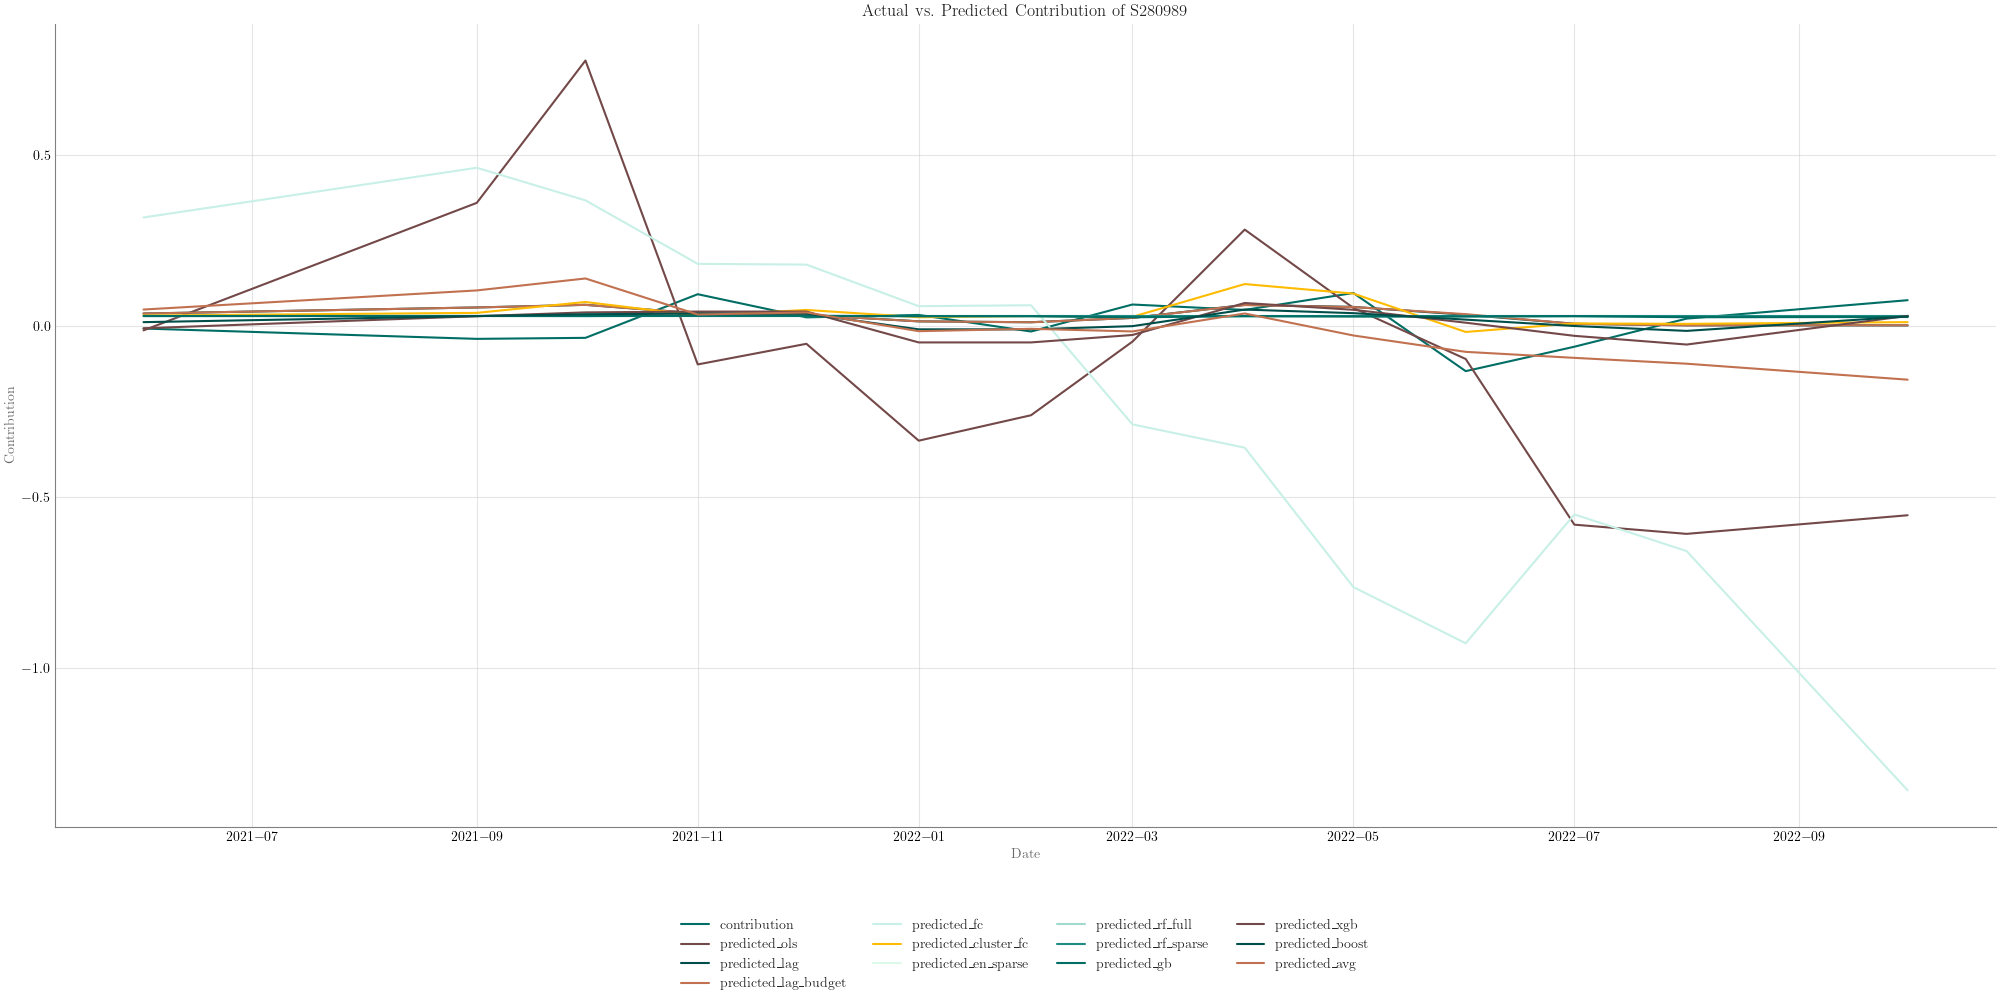 Actual vs. Predicted Contribution of S280989
0.5
0.0
−0.5
−1.0
Contribution
2021−07 2021−09 2021−11 2022−01 2022−03 2022−05 2022−07 2022−09
Date
contribution predicted_fc predicted_rf_full predicted_xgb
predicted_ols predicted_cluster_fc predicted_rf_sparse predicted_boost
predicted_lag predicted_en_sparse predicted_gb predicted_avg
predicted_lag_budget